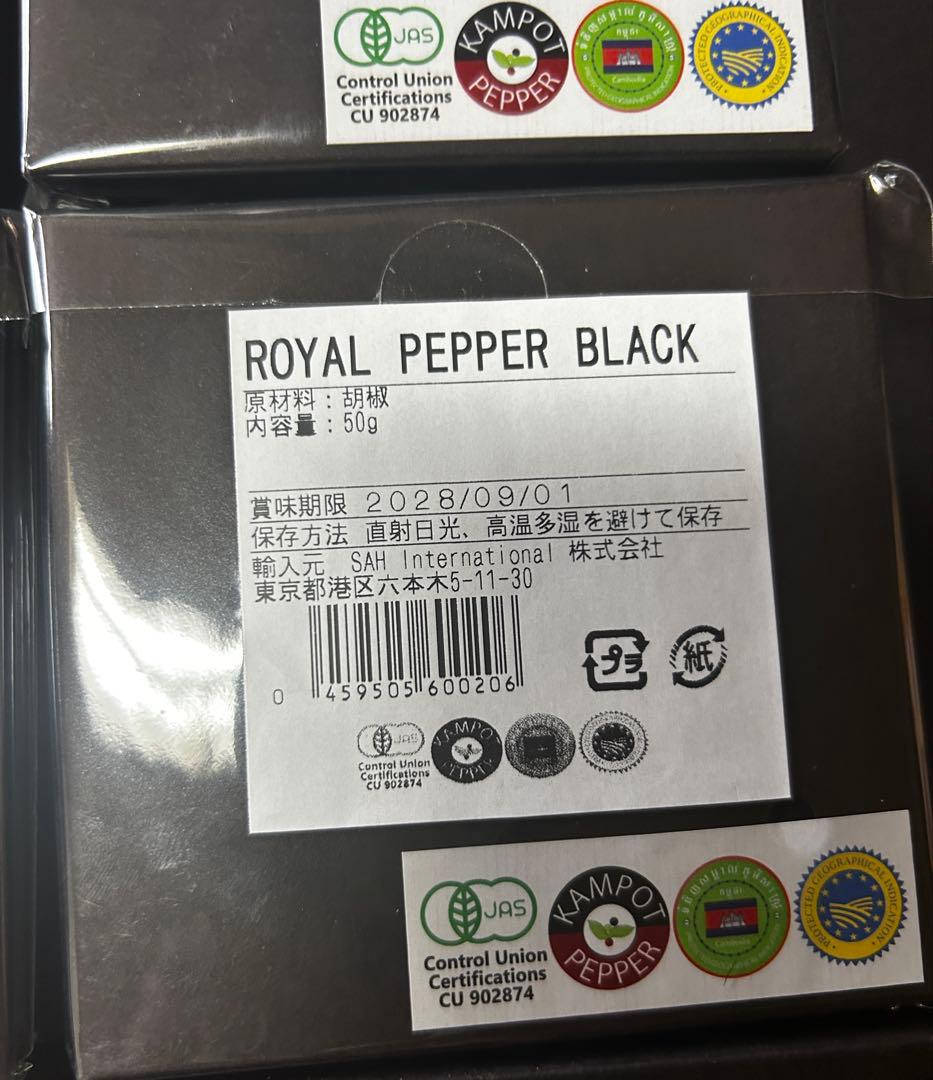 JAS
Control Union
Certifications
CU 902874
KAMPOT
PEPPER
Cambodia
PROTECTED GEOGRAPHICAL INDICATION
ROYAL PEPPER BLACK
原材料：胡椒
内容量：50g
賞味期限 2028/09/01
保存方法 直射日光、高温多湿を避けて保存
輸入元 SAH International 株式会社
東京都港区六本木5-11-30
0 459505 600206
プラ
紙
JAS
Control Union
Certifications
CU 902874
KAMPOT
PEPPER
JAS
Control Union
Certifications
CU 902874
KAMPOT
PEPPER
Cambodia
PROTECTED GEOGRAPHICAL INDICATION